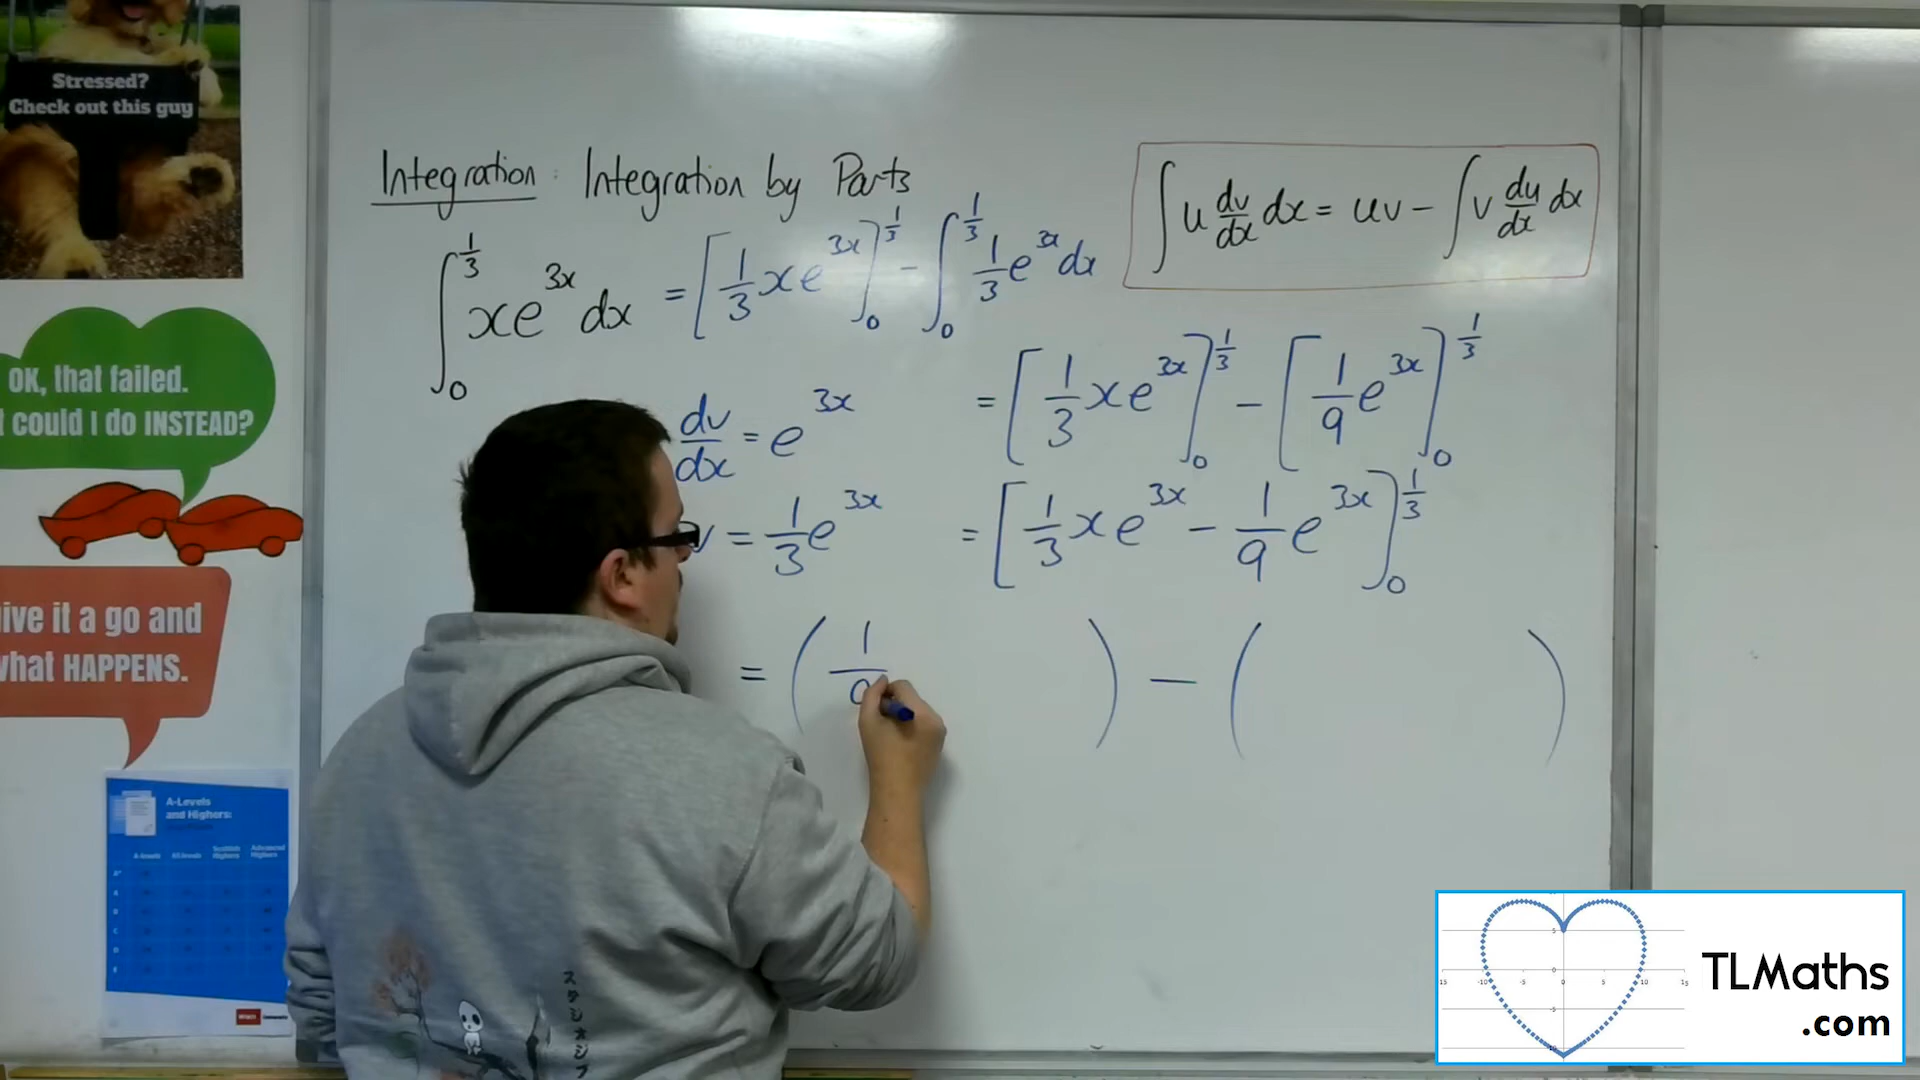 Stressed?
Check out this guy
OK, that failed.
could I do INSTEAD?
ive it a go and
what HAPPENS.
A-Levels
and Highers:
Integration : Integration by Parts
∫u dv/dx dx = uv − ∫v du/dx dx
∫₀^(1/3) xe^(3x) dx = [1/3 xe^(3x)]₀^(1/3) − ∫₀^(1/3) 1/3 e^(3x) dx
= [1/3 xe^(3x)]₀^(1/3) − [1/9 e^(3x)]₀^(1/3)
dv/dx = e^(3x)
v = 1/3 e^(3x)
= [1/3 xe^(3x) − 1/9 e^(3x)]₀^(1/3)
= (1/9 ) − ( )
TLMaths
.com